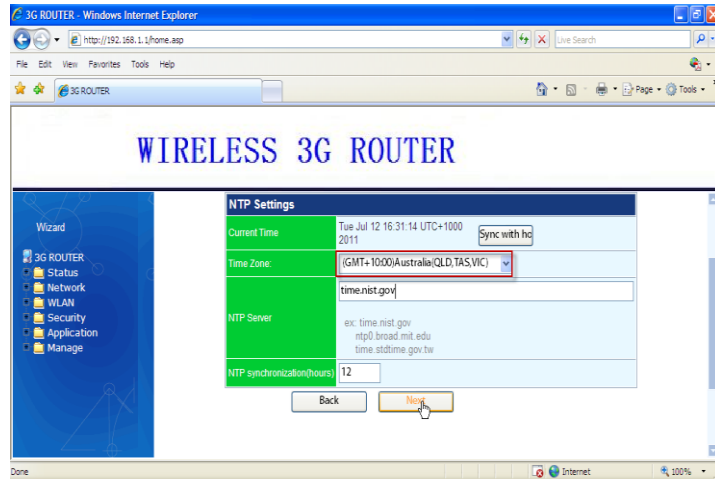 3G ROUTER - Windows Internet Explorer
http://192.168.1.1/home.asp
Live Search
File Edit View Favorites Tools Help
3G ROUTER
Page Tools
WIRELESS 3G ROUTER
Wizard
3G ROUTER
Status
Network
WLAN
Security
Application
Manage
NTP Settings
Current Time
Tue Jul 12 16:31:14 UTC+1000
2011
Sync with ho
Time Zone:
(GMT+10:00)Australia(QLD,TAS,VIC)
NTP Server
time.nist.gov
ex: time.nist.gov
ntp0.broad.mit.edu
time.stdtime.gov.tw
NTP synchronization(hours)
12
Back
Next
Done
Internet
100%